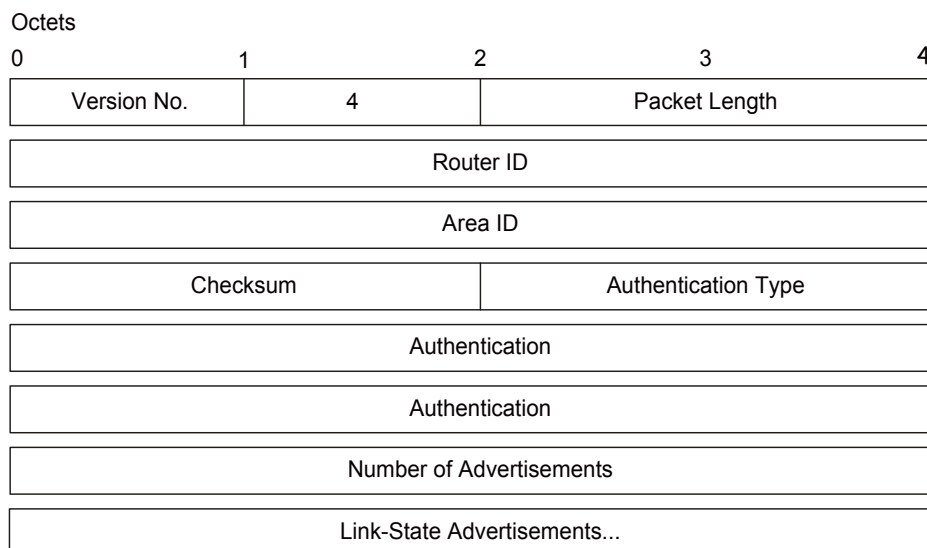 Octets
0 1 2 3 4
Version No. 4 Packet Length
Router ID
Area ID
Checksum Authentication Type
Authentication
Authentication
Number of Advertisements
Link-State Advertisements...